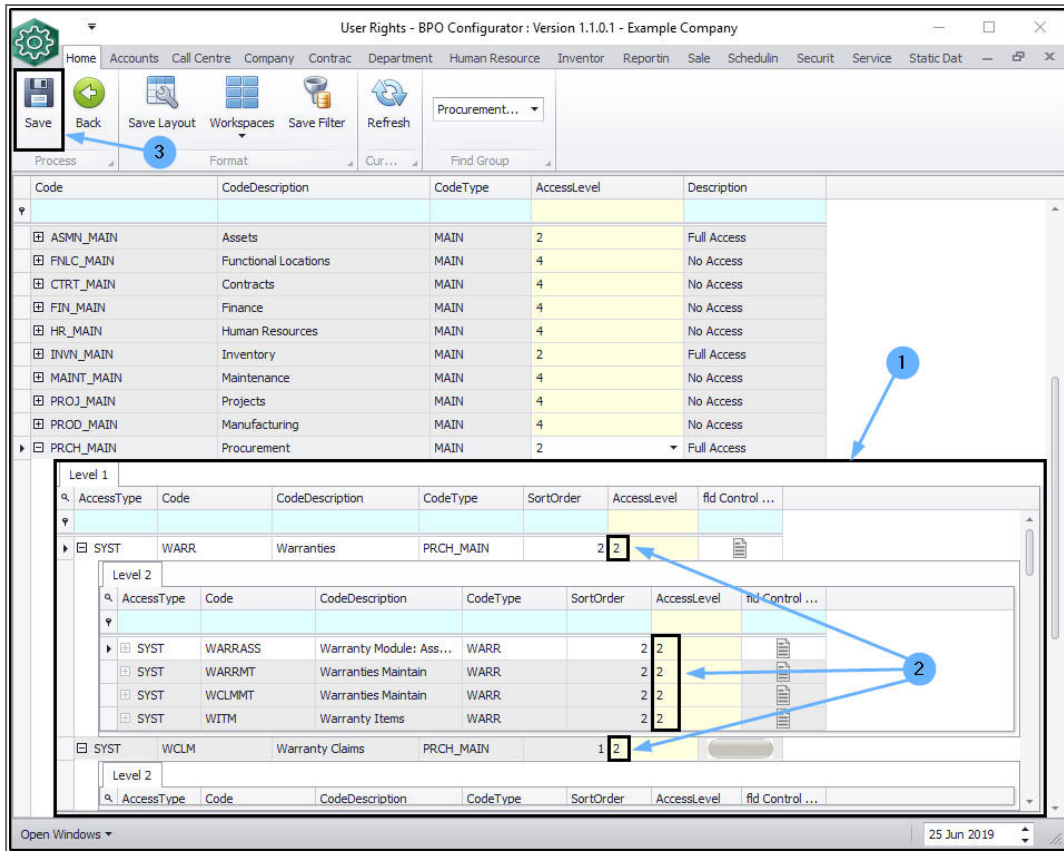 User Rights - BPO Configurator : Version 1.1.0.1 - Example Company
Home Accounts Call Centre Company Contrac Department Human Resource Inventor Reportin Sale Schedulin Securit Service Static Dat
Procurement...
Save Back Save Layout Workspaces Save Filter Refresh
3
Process Format Cur... Find Group
Code CodeDescription CodeType AccessLevel Description
ASMN_MAIN Assets MAIN 2 Full Access
FNLC_MAIN Functional Locations MAIN 4 No Access
CTRT_MAIN Contracts MAIN 4 No Access
FIN_MAIN Finance MAIN 4 No Access
HR_MAIN Human Resources MAIN 4 No Access
INVN_MAIN Inventory MAIN 2 Full Access
1
MAINT_MAIN Maintenance MAIN 4 No Access
PROJ_MAIN Projects MAIN 4 No Access
PROD_MAIN Manufacturing MAIN 4 No Access
PRCH_MAIN Procurement MAIN 2 Full Access
Level 1
AccessType Code CodeDescription CodeType SortOrder AccessLevel fld Control ...
SYST WARR Warranties PRCH_MAIN 2 2
Level 2
AccessType Code CodeDescription CodeType SortOrder AccessLevel fld Control ...
SYST WARRASS Warranty Module: Ass... WARR 2 2
SYST WARRMT Warranties Maintain WARR 2 2
2
SYST WCLMMT Warranties Maintain WARR 2 2
SYST WITM Warranty Items WARR 2 2
SYST WCLM Warranty Claims PRCH_MAIN 1 2
Level 2
AccessType Code CodeDescription CodeType SortOrder AccessLevel fld Control ...
Open Windows 25 Jun 2019